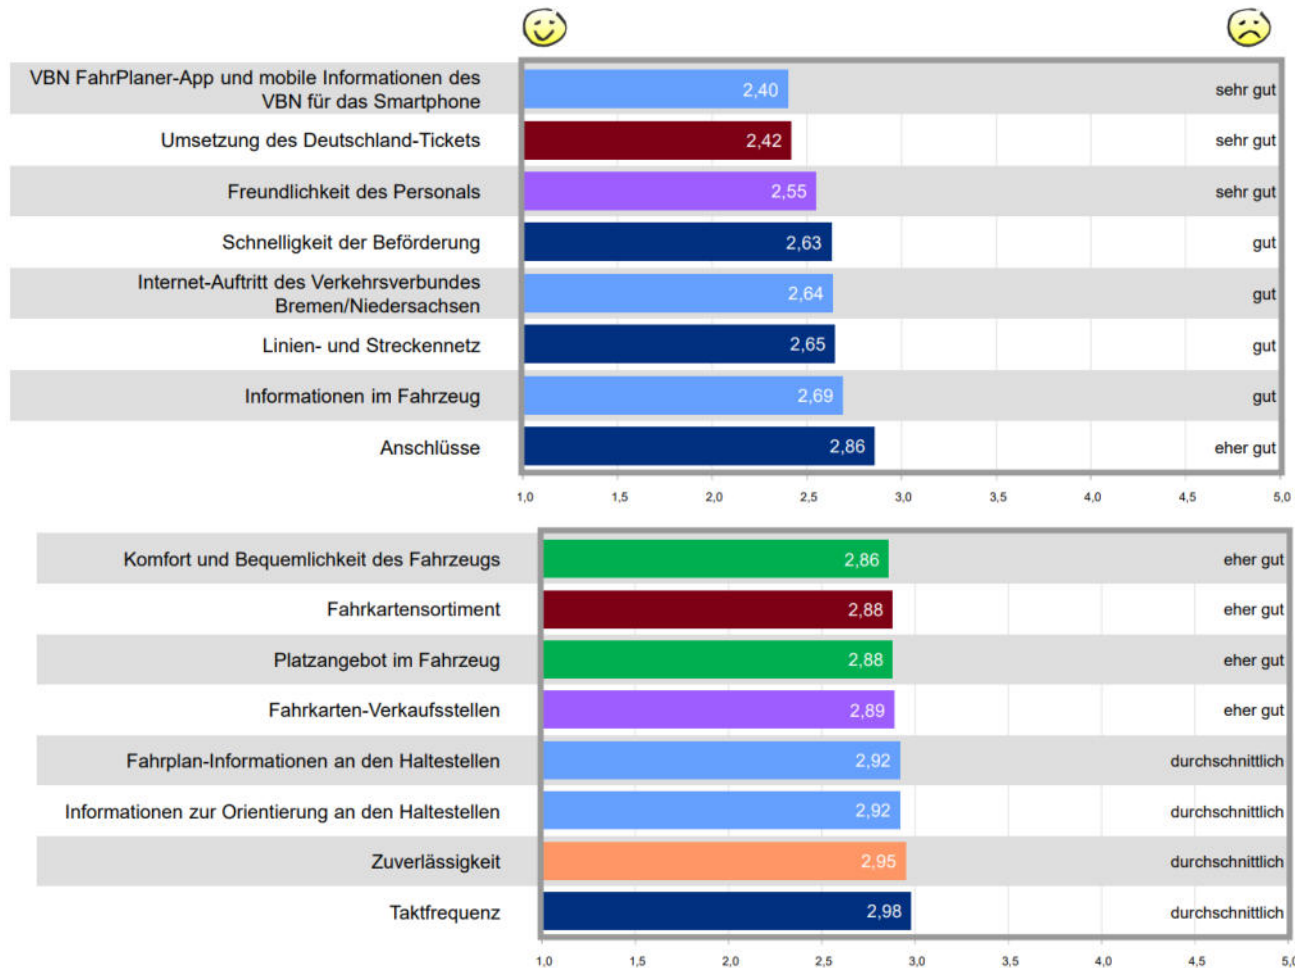 VBN FahrPlaner-App und mobile Informationen des
VBN für das Smartphone
2,40
sehr gut
Umsetzung des Deutschland-Tickets
2,42
sehr gut
Freundlichkeit des Personals
2,55
sehr gut
Schnelligkeit der Beförderung
2,63
gut
Internet-Auftritt des Verkehrsverbundes
Bremen/Niedersachsen
2,64
gut
Linien- und Streckennetz
2,65
gut
Informationen im Fahrzeug
2,69
gut
Anschlüsse
2,86
eher gut
1,0 1,5 2,0 2,5 3,0 3,5 4,0 4,5 5,0
Komfort und Bequemlichkeit des Fahrzeugs
2,86
eher gut
Fahrkartensortiment
2,88
eher gut
Platzangebot im Fahrzeug
2,88
eher gut
Fahrkarten-Verkaufsstellen
2,89
eher gut
Fahrplan-Informationen an den Haltestellen
2,92
durchschnittlich
Informationen zur Orientierung an den Haltestellen
2,92
durchschnittlich
Zuverlässigkeit
2,95
durchschnittlich
Taktfrequenz
2,98
durchschnittlich
1,0 1,5 2,0 2,5 3,0 3,5 4,0 4,5 5,0